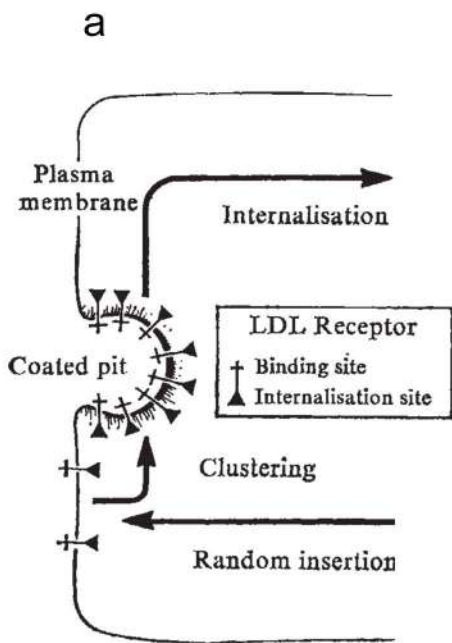 a
Plasma
membrane
Internalisation
LDL Receptor
Binding site
Internalisation site
Coated pit
Clustering
Random insertion